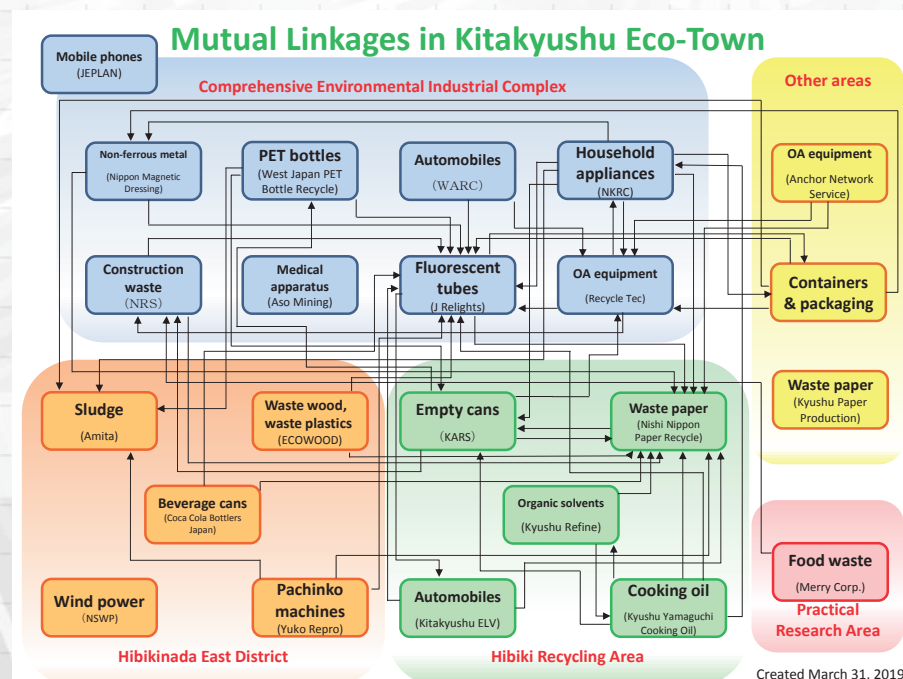 Mutual Linkages in Kitakyushu Eco-Town
Mobile phones
(JEPLAN)
Comprehensive Environmental Industrial Complex
Other areas
Non-ferrous metal
(Nippon Magnetic
Dressing)
PET bottles
(West Japan PET
Bottle Recycle)
Automobiles
(WARC)
Household
appliances
(NKRC)
OA equipment
(Anchor Network
Service)
Construction
waste
(NRS)
Medical
apparatus
(Aso Mining)
Fluorescent
tubes
(J Relights)
OA equipment
(Recycle Tec)
Containers
& packaging
Sludge
(Amita)
Waste wood,
waste plastics
(ECOWOOD)
Empty cans
(KARS)
Waste paper
(Nishi Nippon
Paper Recycle)
Waste paper
(Kyushu Paper
Production)
Beverage cans
(Coca Cola Bottlers
Japan)
Organic solvents
(Kyushu Refine)
Food waste
(Merry Corp.)
Wind power
(NSWP)
Pachinko
machines
(Yuko Repro)
Automobiles
(Kitakyushu ELV)
Cooking oil
(Kyushu Yamaguchi
Cooking Oil)
Practical
Research Area
Hibikinada East District
Hibiki Recycling Area
Created March 31, 2019